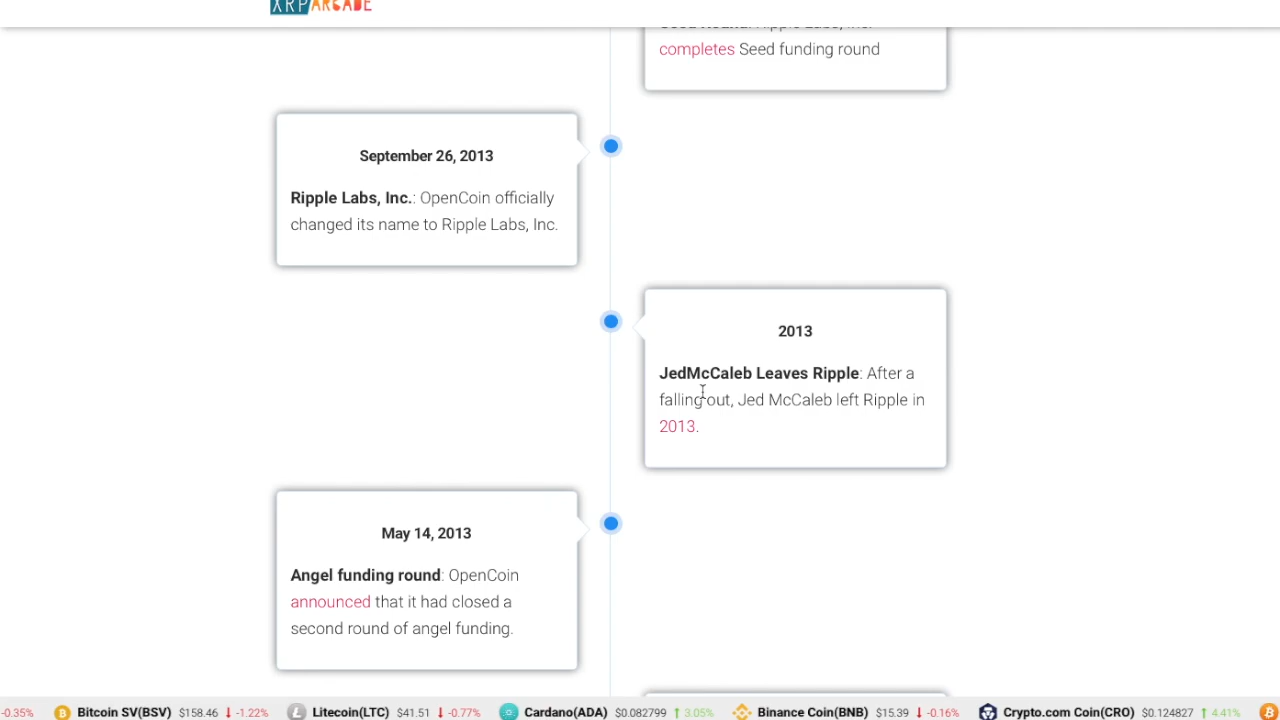 XRPARCADE
completes Seed funding round
September 26, 2013
Ripple Labs, Inc.: OpenCoin officially
changed its name to Ripple Labs, Inc.
2013
JedMcCaleb Leaves Ripple: After a
falling out, Jed McCaleb left Ripple in
2013.
May 14, 2013
Angel funding round: OpenCoin
announced that it had closed a
second round of angel funding.
-0.35% Bitcoin SV(BSV) $158.46 ↓ -1.22% Litecoin(LTC) $41.51 ↓ -0.77% Cardano(ADA) $0.082799 ↑ 3.05% Binance Coin(BNB) $15.39 ↓ -0.16% Crypto.com Coin(CRO) $0.124827 ↑ 4.41%